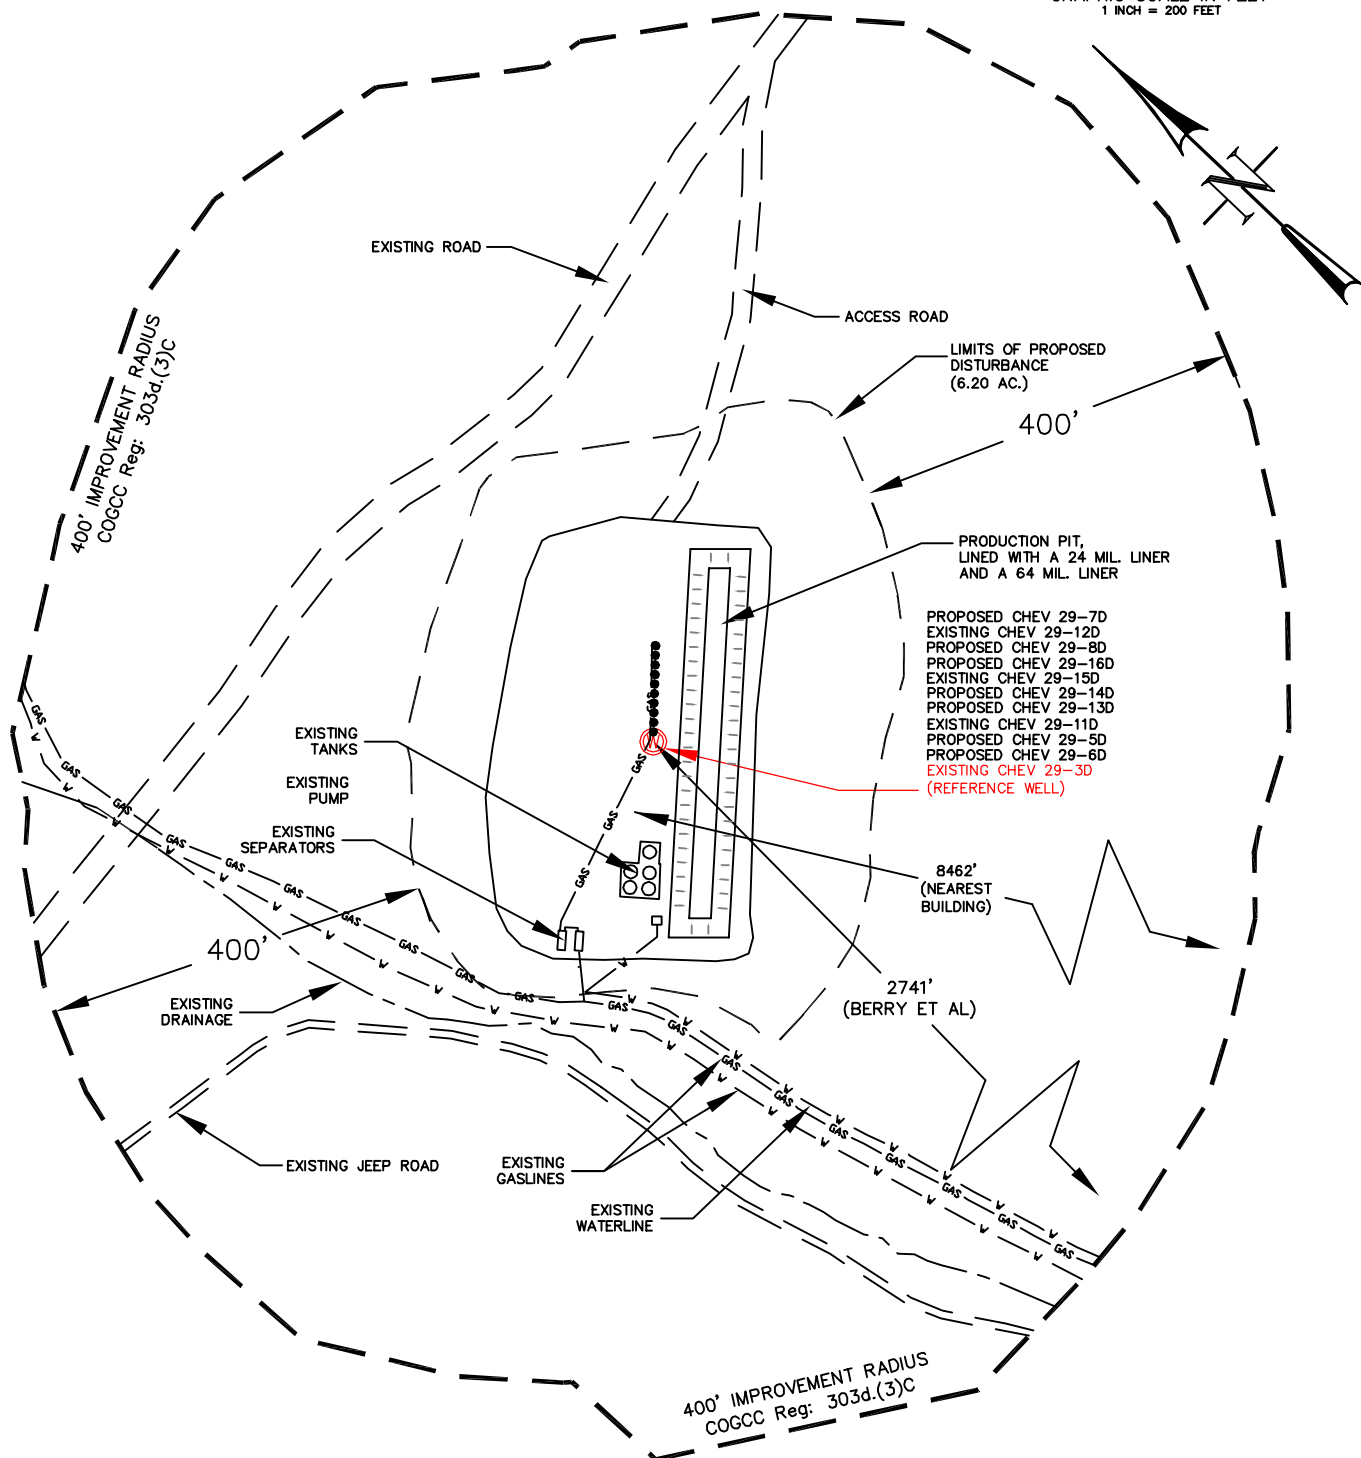 1 INCH = 200 FEET
EXISTING ROAD
ACCESS ROAD
400' IMPROVEMENT RADIUS
COGCC Reg: 303d.(3)C
LIMITS OF PROPOSED
DISTURBANCE
(6.20 AC.)
400'
PRODUCTION PIT,
LINED WITH A 24 MIL. LINER
AND A 64 MIL. LINER
PROPOSED CHEV 29-7D
EXISTING CHEV 29-12D
PROPOSED CHEV 29-8D
PROPOSED CHEV 29-16D
EXISTING CHEV 29-15D
PROPOSED CHEV 29-14D
PROPOSED CHEV 29-13D
EXISTING CHEV 29-11D
PROPOSED CHEV 29-5D
PROPOSED CHEV 29-6D
EXISTING CHEV 29-3D
(REFERENCE WELL)
EXISTING
TANKS
EXISTING
PUMP
EXISTING
SEPARATORS
8462'
(NEAREST
BUILDING)
400'
2741'
(BERRY ET AL)
EXISTING
DRAINAGE
EXISTING JEEP ROAD
EXISTING
GASLINES
EXISTING
WATERLINE
400' IMPROVEMENT RADIUS
COGCC Reg: 303d.(3)C